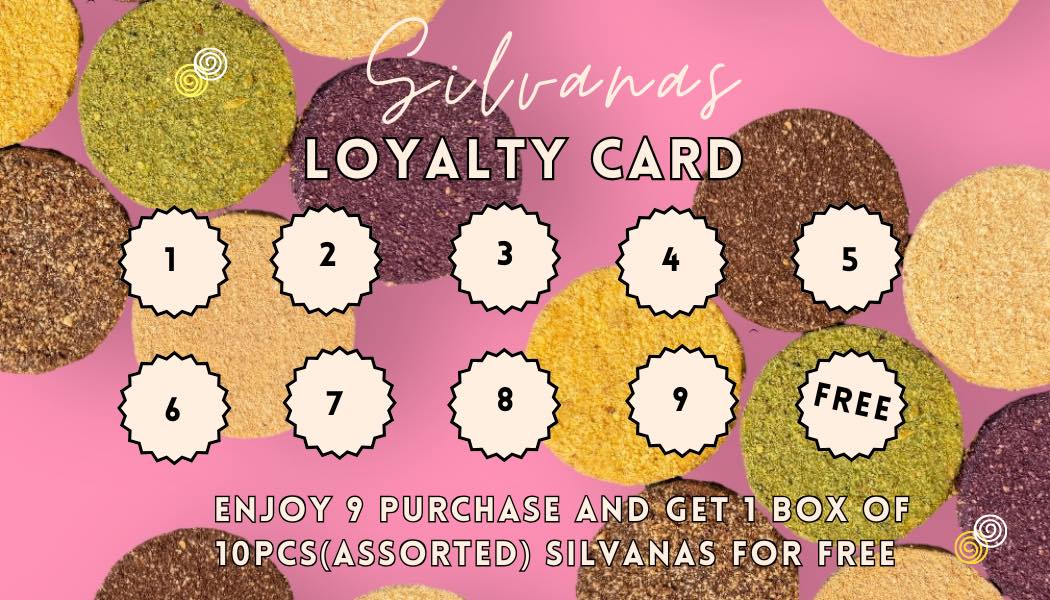 Silvanas
LOYALTY CARD
1 2 3 4 5
6 7 8 9 FREE
ENJOY 9 PURCHASE AND GET 1 BOX OF
10PCS(ASSORTED) SILVANAS FOR FREE